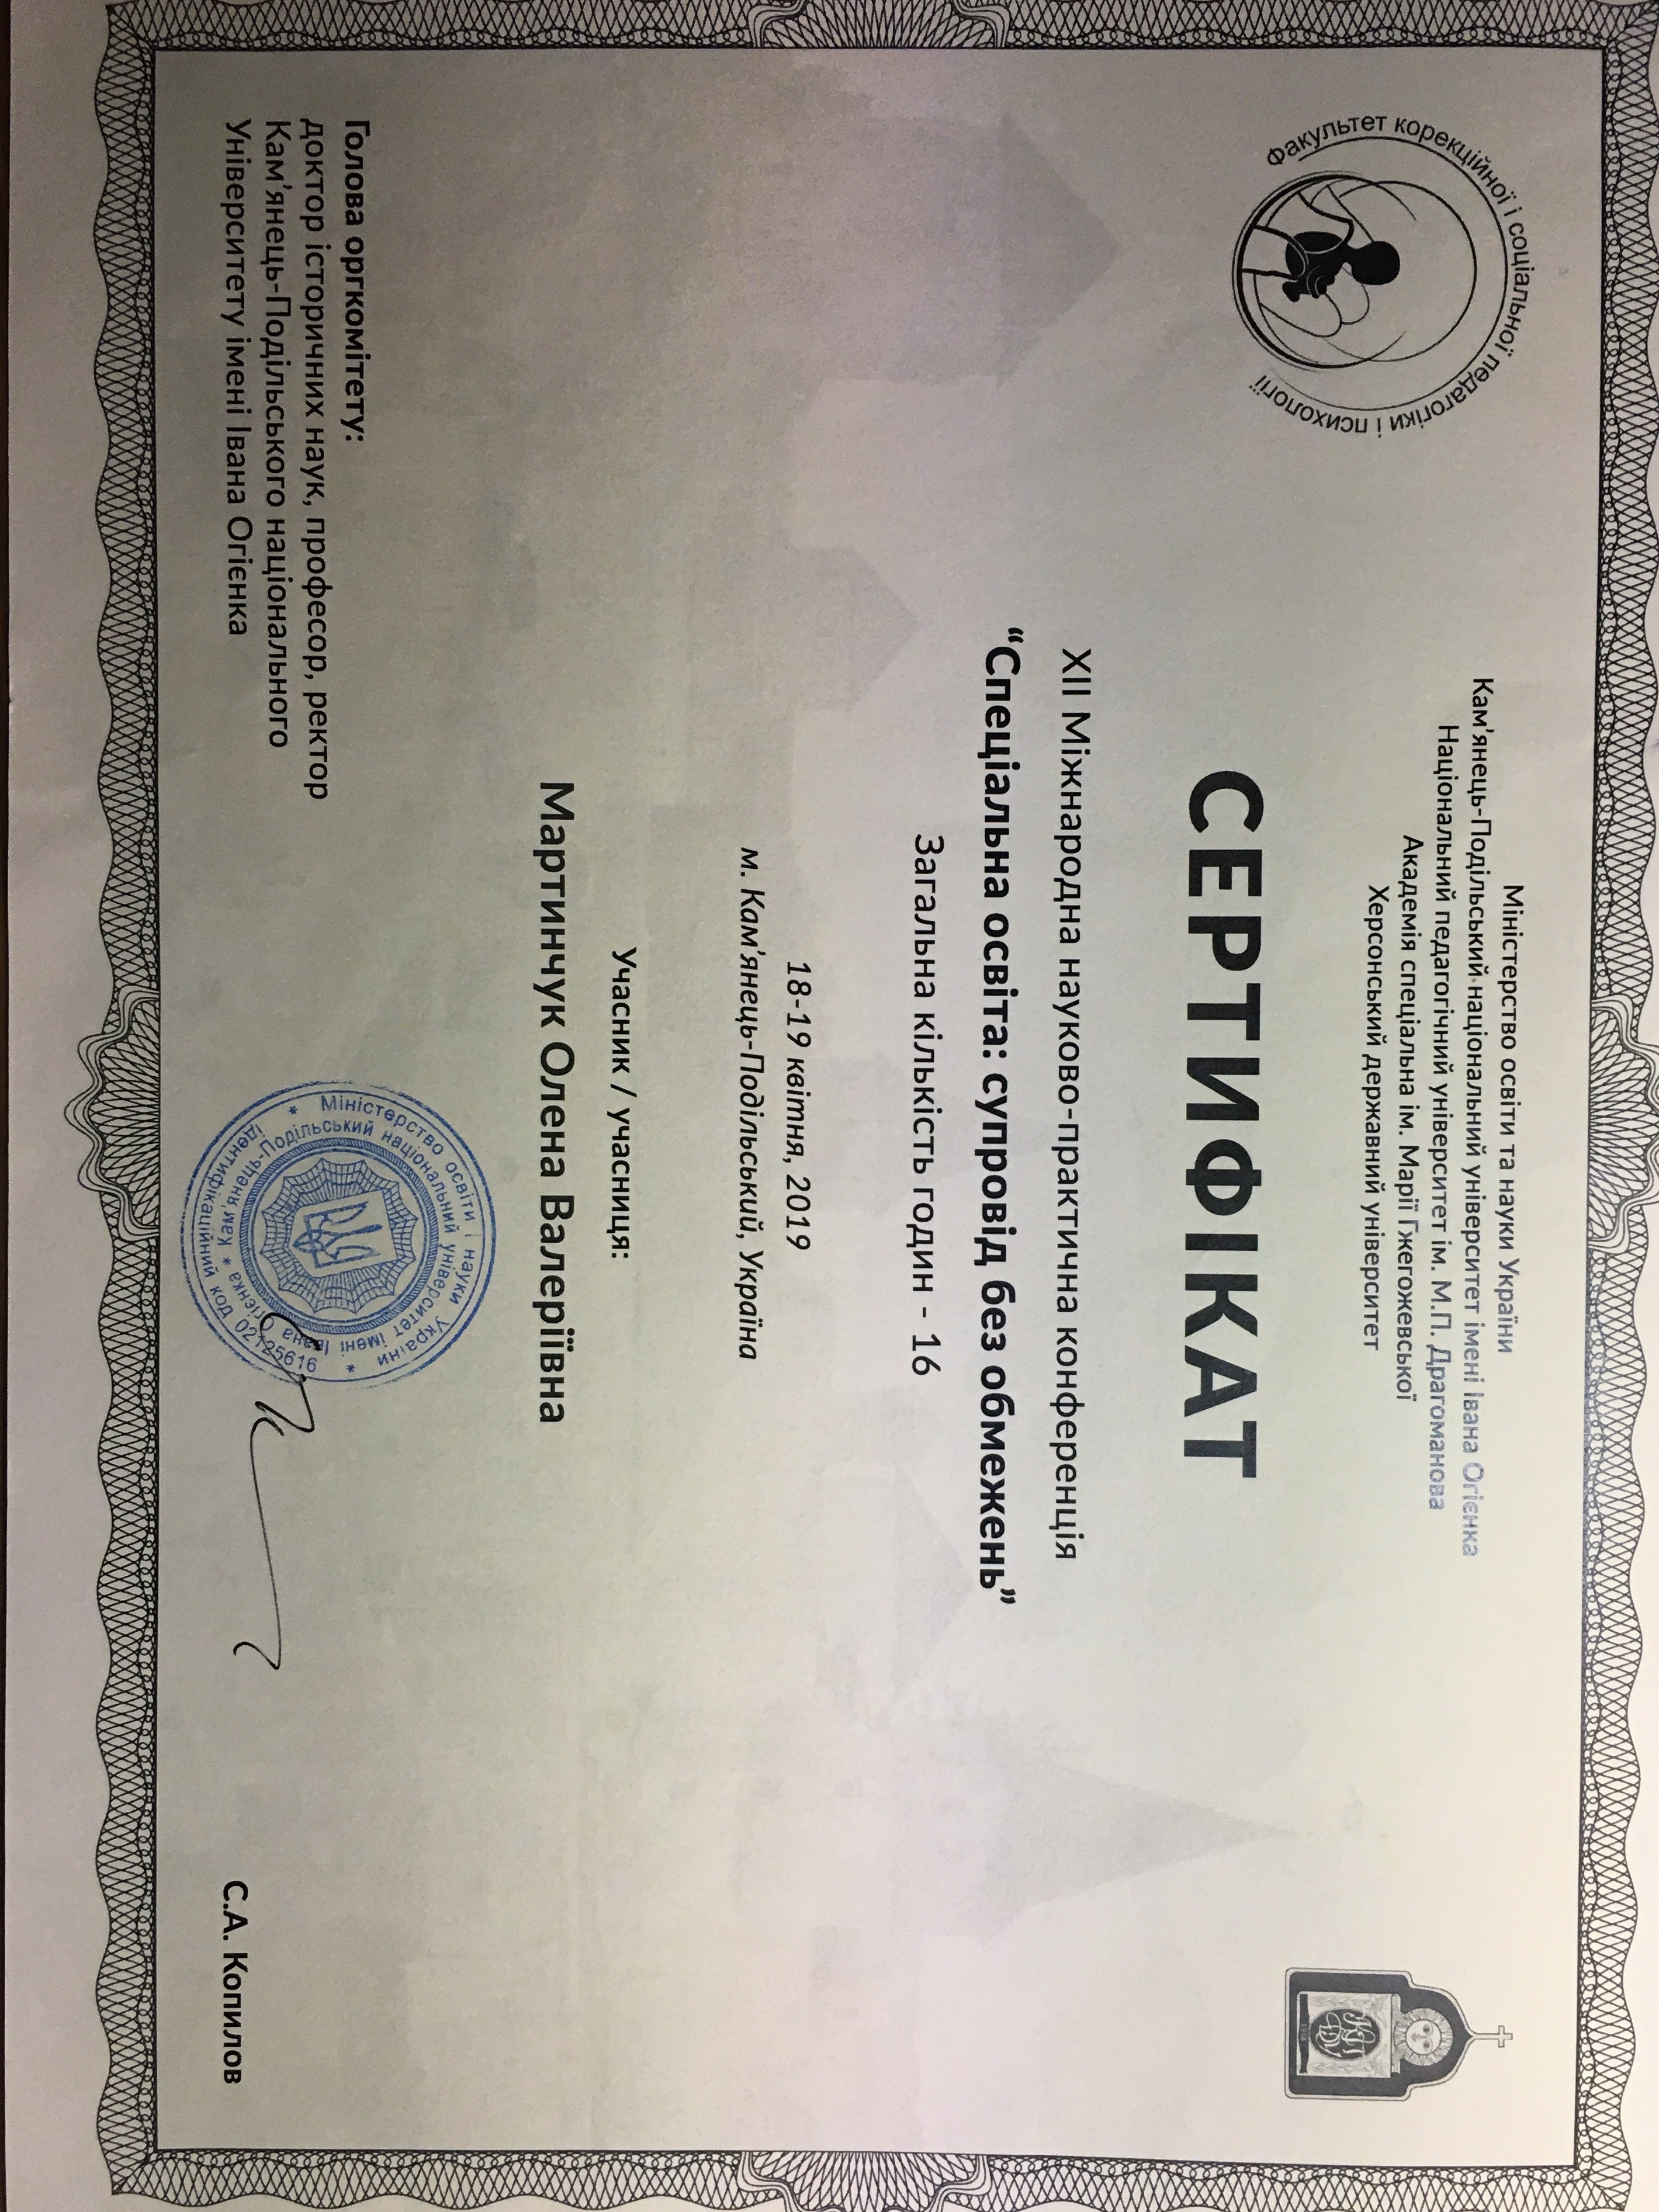 Факультет корекційної і соціальної педагогіки і психології
Міністерство освіти та науки України
Кам'янець-Подільський національний університет імені Івана Огієнка
Національний педагогічний університет ім. М.П. Драгоманова
Академія спеціальна ім. Марії Гжегожевської
Херсонський державний університет
СЕРТИФІКАТ
ХІІ Міжнародна науково-практична конференція
“Спеціальна освіта: супровід без обмежень”
Загальна кількість годин - 16
18-19 квітня, 2019
м. Кам'янець-Подільський, Україна
Учасник / учасниця:
Мартинчук Олена Валеріївна
Голова оргкомітету:
доктор історичних наук, професор, ректор
Кам'янець-Подільського національного
Університету імені Івана Огієнка
С.А. Копилов
Міністерство освіти і науки України
Кам'янець-Подільський національний університет імені Івана Огієнка
Ідентифікаційний код 02125616